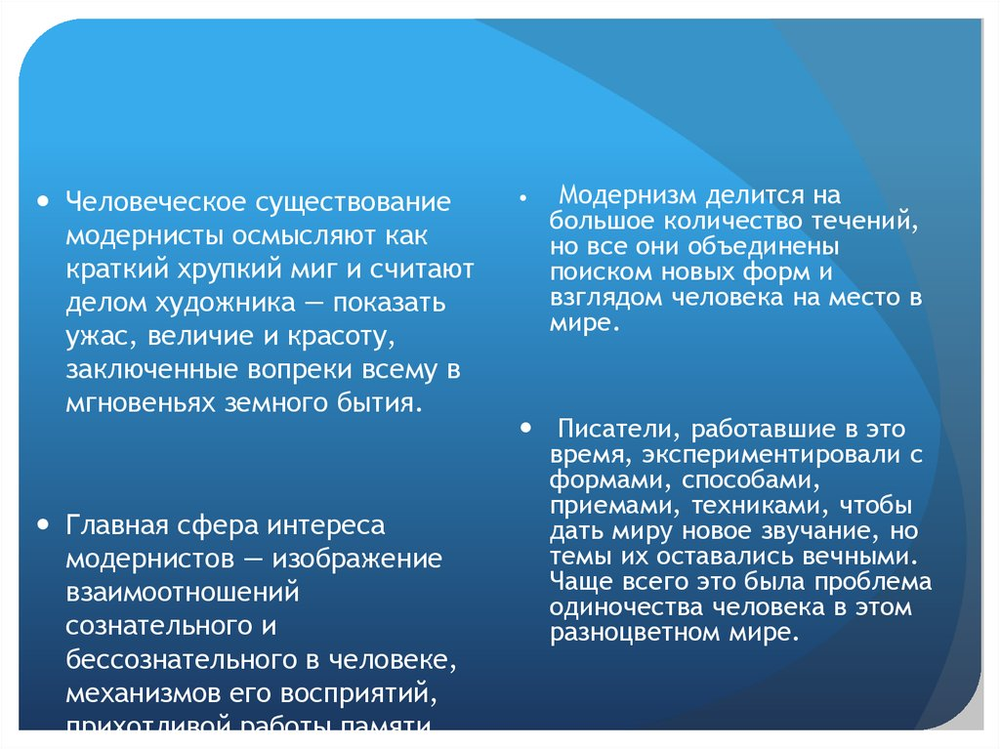 • Человеческое существование
модернисты осмысляют как
краткий хрупкий миг и считают
делом художника — показать
ужас, величие и красоту,
заключенные вопреки всему в
мгновеньях земного бытия.
• Главная сфера интереса
модернистов — изображение
взаимоотношений
сознательного и
бессознательного в человеке,
механизмов его восприятий,
прихотливой работы памяти
• Модернизм делится на
большое количество течений,
но все они объединены
поиском новых форм и
взглядом человека на место в
мире.
• Писатели, работавшие в это
время, экспериментировали с
формами, способами,
приемами, техниками, чтобы
дать миру новое звучание, но
темы их оставались вечными.
Чаще всего это была проблема
одиночества человека в этом
разноцветном мире.